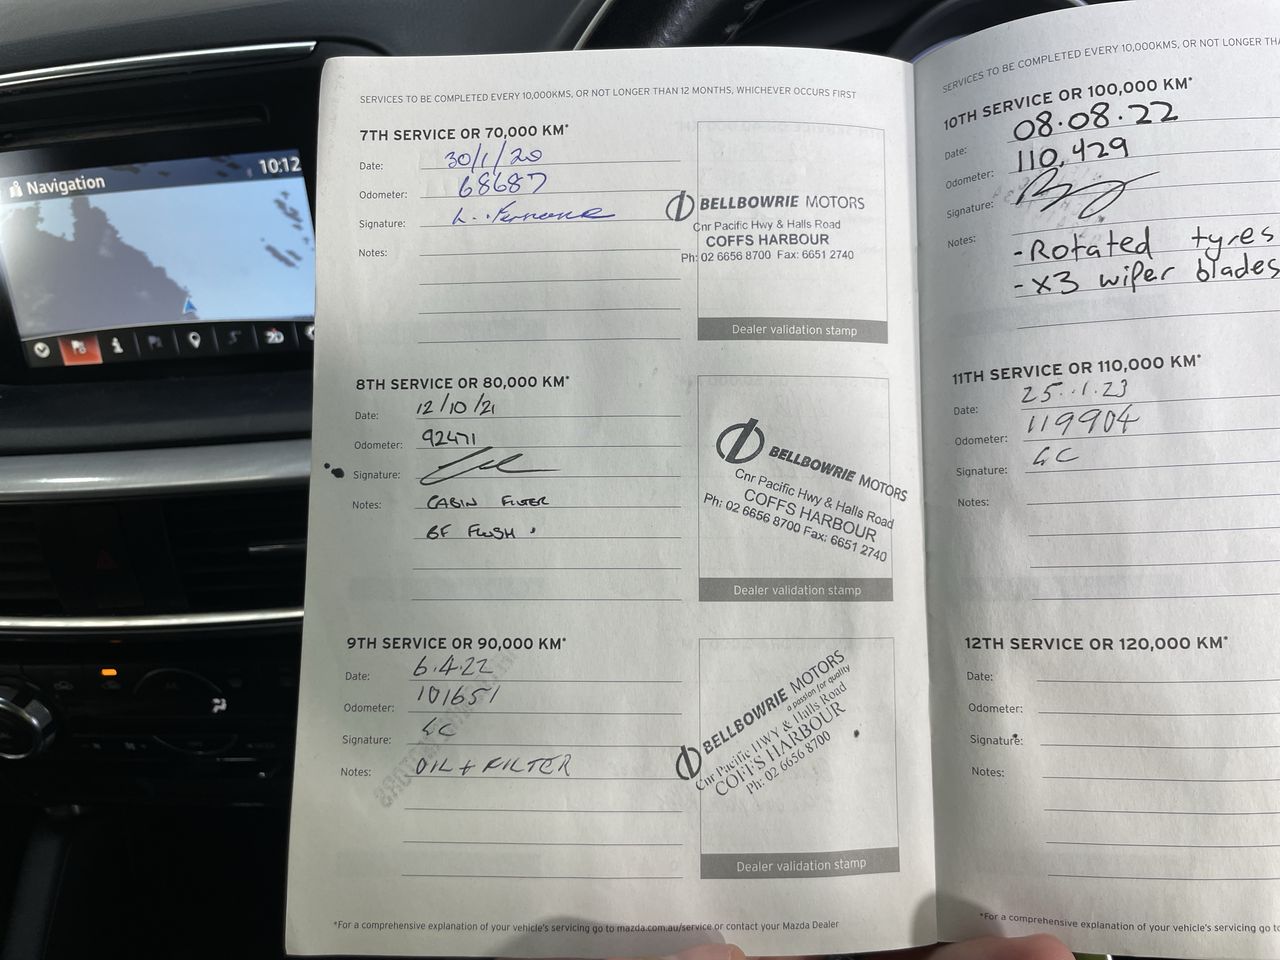 10:12
Navigation
SERVICES TO BE COMPLETED EVERY 10,000KMS, OR NOT LONGER THAN 12 MONTHS, WHICHEVER OCCURS FIRST
7TH SERVICE OR 70,000 KM*
Date: 30/1/20
Odometer: 68687
Signature:
Notes:
BELLBOWRIE MOTORS
Cnr Pacific Hwy & Halls Road
COFFS HARBOUR
Ph: 02 6656 8700 Fax: 6651 2740
Dealer validation stamp
8TH SERVICE OR 80,000 KM*
Date: 12/10/21
Odometer: 92471
Signature:
Notes: CABIN FILTER
BF FLUSH .
BELLBOWRIE MOTORS
Cnr Pacific Hwy & Halls Road
COFFS HARBOUR
Ph: 02 6656 8700 Fax: 6651 2740
Dealer validation stamp
9TH SERVICE OR 90,000 KM*
Date: 6.4.22
Odometer: 101651
Signature: GC
Notes: OIL + FILTER
BELLBOWRIE MOTORS
a passion for quality
Cnr Pacific HWY & Halls Road
COFFS HARBOUR
Ph: 02 6656 8700
Dealer validation stamp
*For a comprehensive explanation of your vehicle's servicing go to mazda.com.au/service or contact your Mazda Dealer
SERVICES TO BE COMPLETED EVERY 10,000KMS, OR NOT LONGER
10TH SERVICE OR 100,000 KM*
Date: 08.08.22
Odometer: 110,429
Signature:
Notes: - Rotated tyres
- x3 wiper blades
11TH SERVICE OR 110,000 KM*
Date: 25.1.23
Odometer: 119904
Signature: GC
Notes:
12TH SERVICE OR 120,000 KM*
Date:
Odometer:
Signature:
Notes:
*For a comprehensive explanation of your vehicle's servicing go to